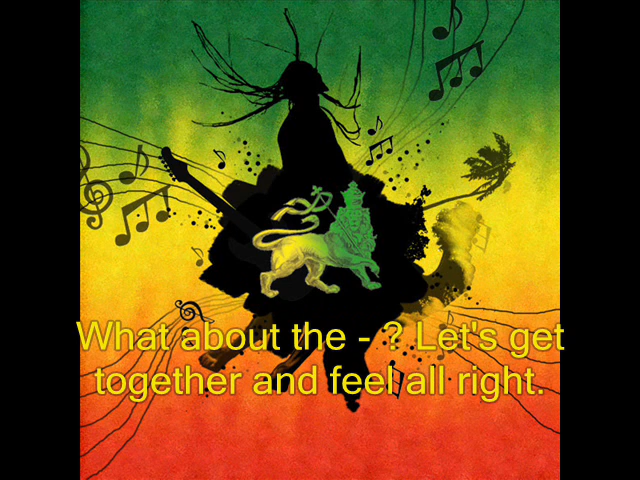 What about the - ? Let's get
together and feel all right.